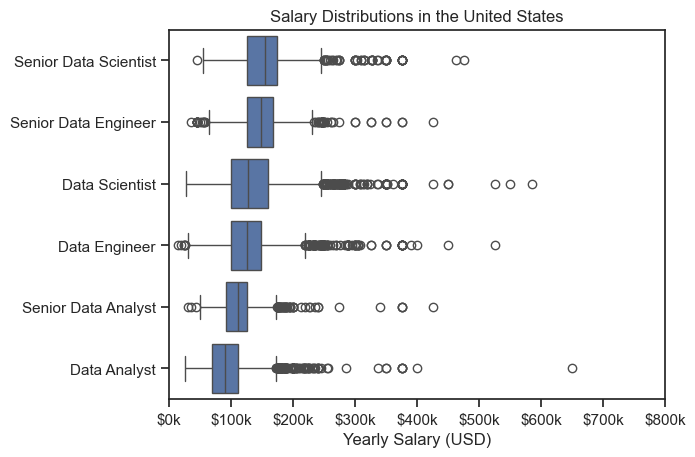 Salary Distributions in the United States
Senior Data Scientist
Senior Data Engineer
Data Scientist
Data Engineer
Senior Data Analyst
Data Analyst
$0k $100k $200k $300k $400k $500k $600k $700k $800k
Yearly Salary (USD)